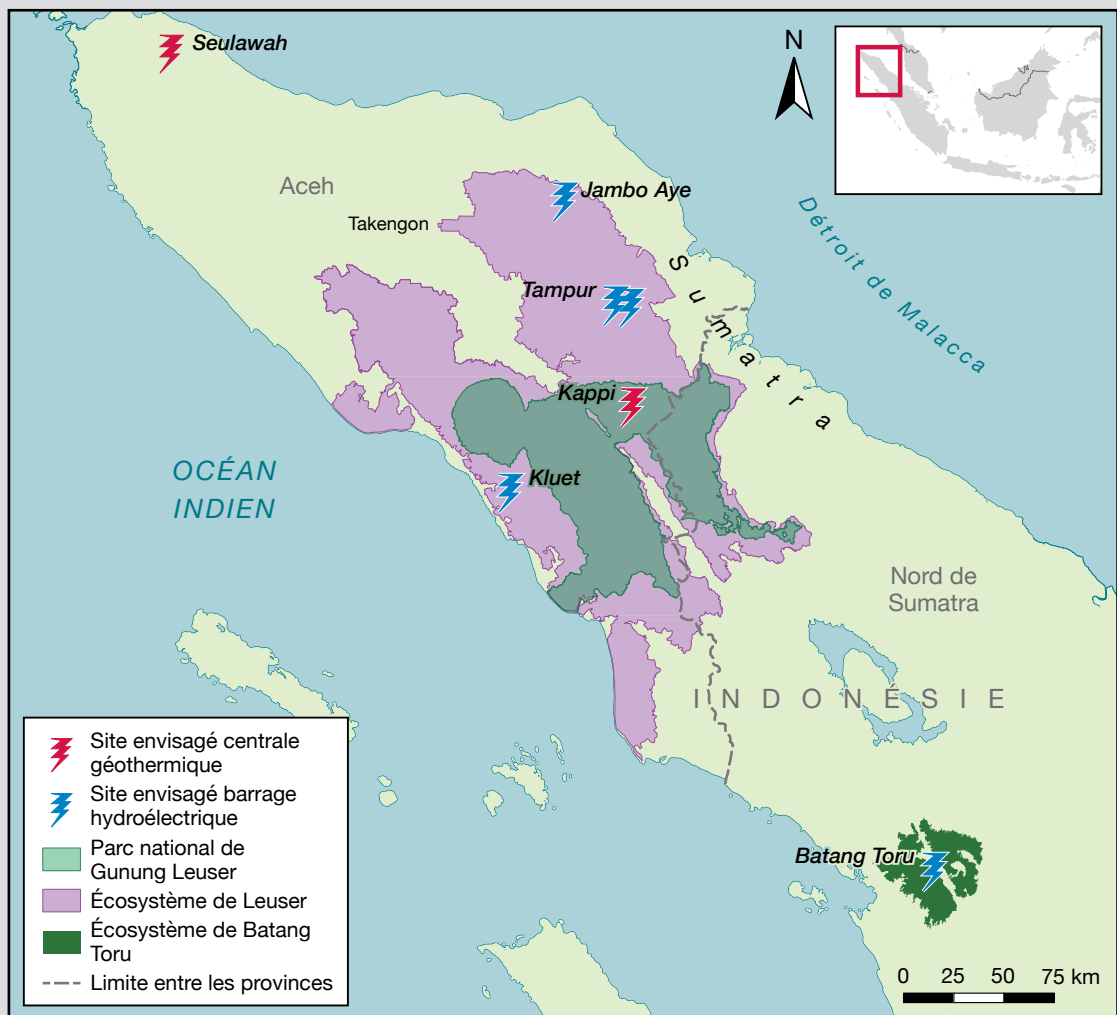 Seulawah
N
Aceh
Jambo Aye
Takengon
Détroit de Malacca
Sumatra
Tampur
Kappi
Kluet
OCÉAN
INDIEN
Nord de
Sumatra
INDONÉSIE
Site envisagé centrale
géothermique
Site envisagé barrage
hydroélectrique
Parc national de
Gunung Leuser
Écosystème de Leuser
Écosystème de Batang
Toru
Limite entre les provinces
Batang Toru
0 25 50 75 km